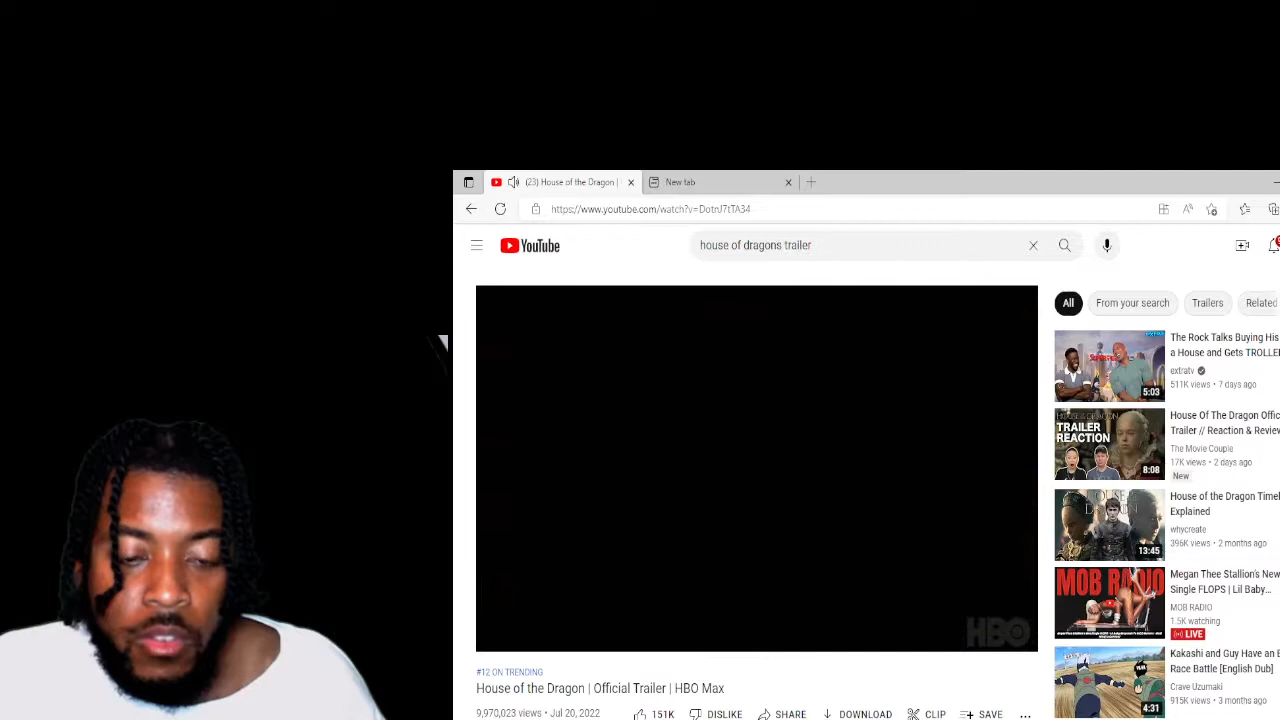 (23) House of the Dragon |
New tab
https://www.youtube.com/watch?v=DotnJ7tTA34
YouTube
house of dragons trailer
All
From your search
Trailers
Related
The Rock Talks Buying His
a House and Gets TROLLE
extratv
511K views • 7 days ago
5:03
TRAILER
REACTION
8:08
House Of The Dragon Offic
Trailer // Reaction & Review
The Movie Couple
17K views • 2 days ago
New
13:45
House of the Dragon Timel
Explained
whycreate
396K views • 2 months ago
MOB RADIO
Megan Thee Stallion's New
Single FLOPS | Lil Baby...
MOB RADIO
1.5K watching
LIVE
4:31
Kakashi and Guy Have an E
Race Battle [English Dub]
Crave Uzumaki
915K views • 3 months ago
HBO
#12 ON TRENDING
House of the Dragon | Official Trailer | HBO Max
9,970,023 views • Jul 20, 2022
151K
DISLIKE
SHARE
DOWNLOAD
CLIP
SAVE